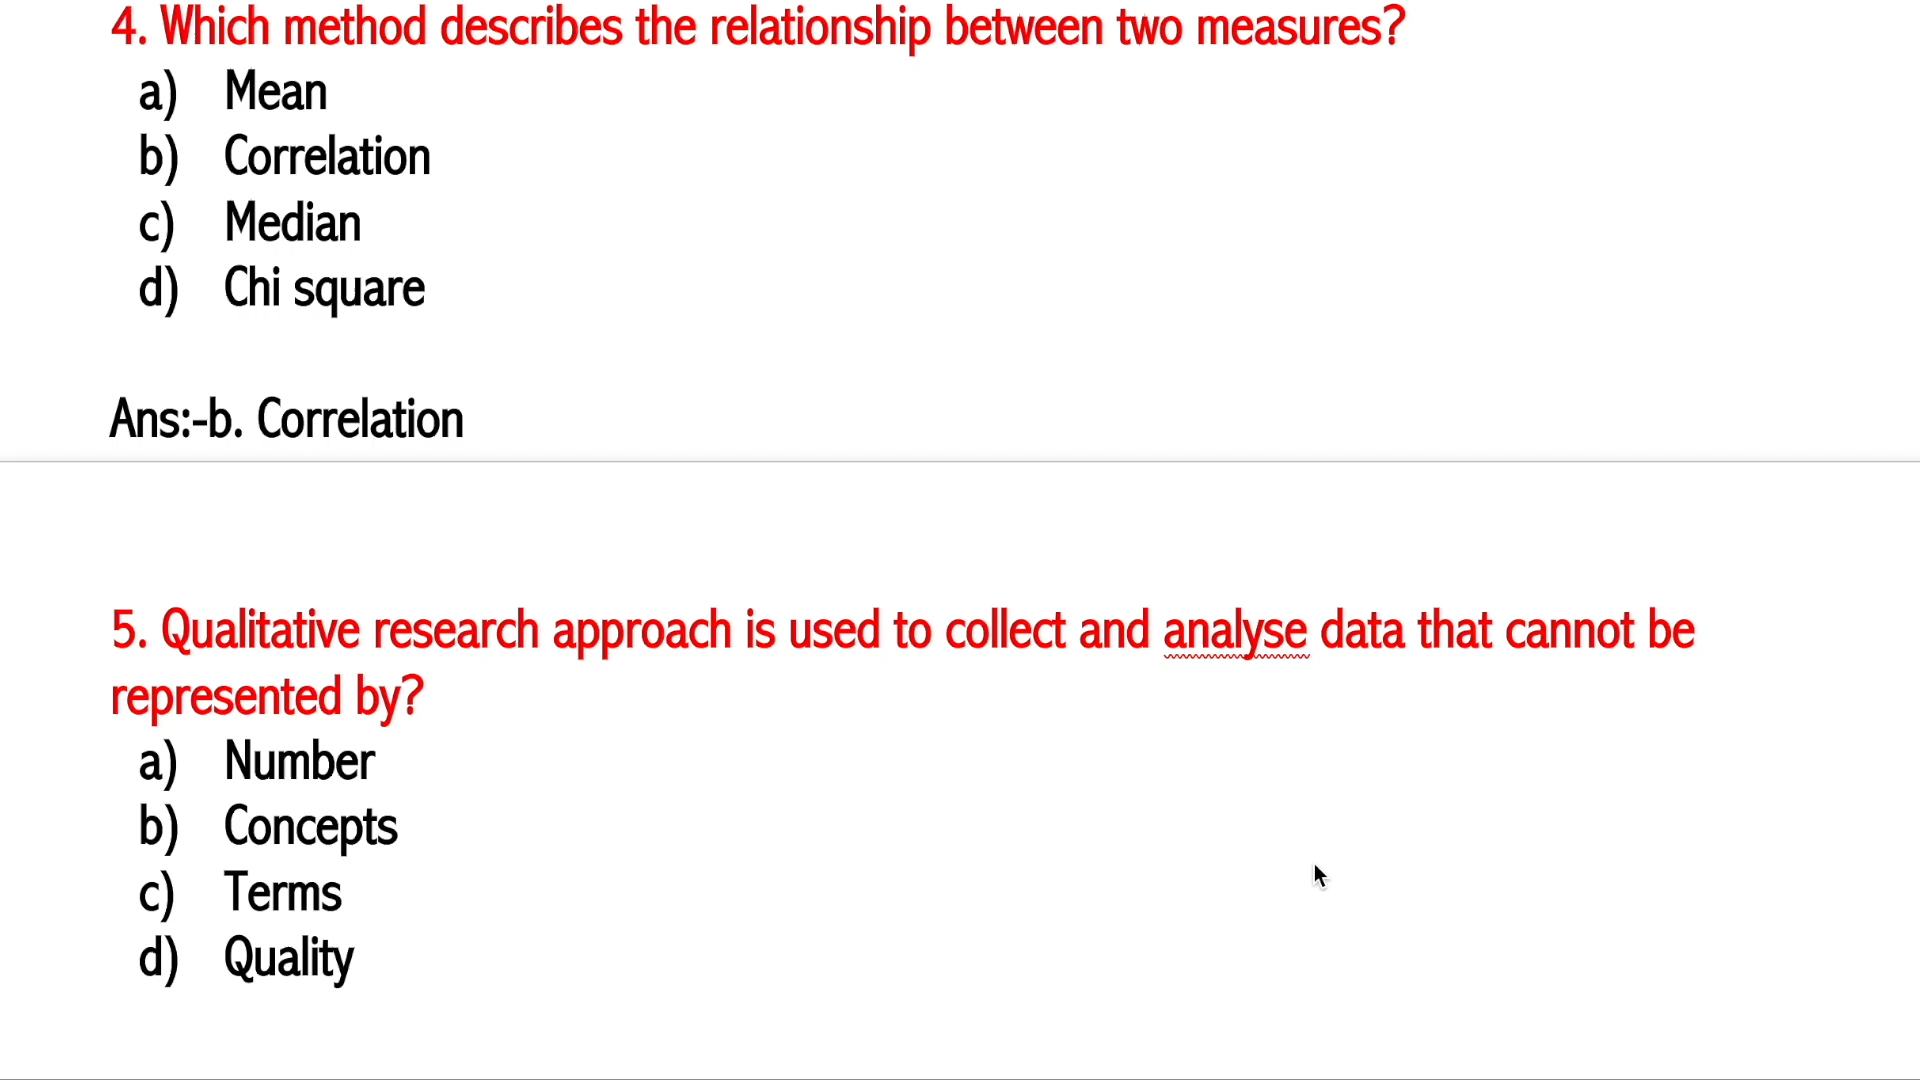 4. Which method describes the relationship between two measures?
a) Mean
b) Correlation
c) Median
d) Chi square
Ans:-b. Correlation
5. Qualitative research approach is used to collect and analyse data that cannot be
represented by?
a) Number
b) Concepts
c) Terms
d) Quality